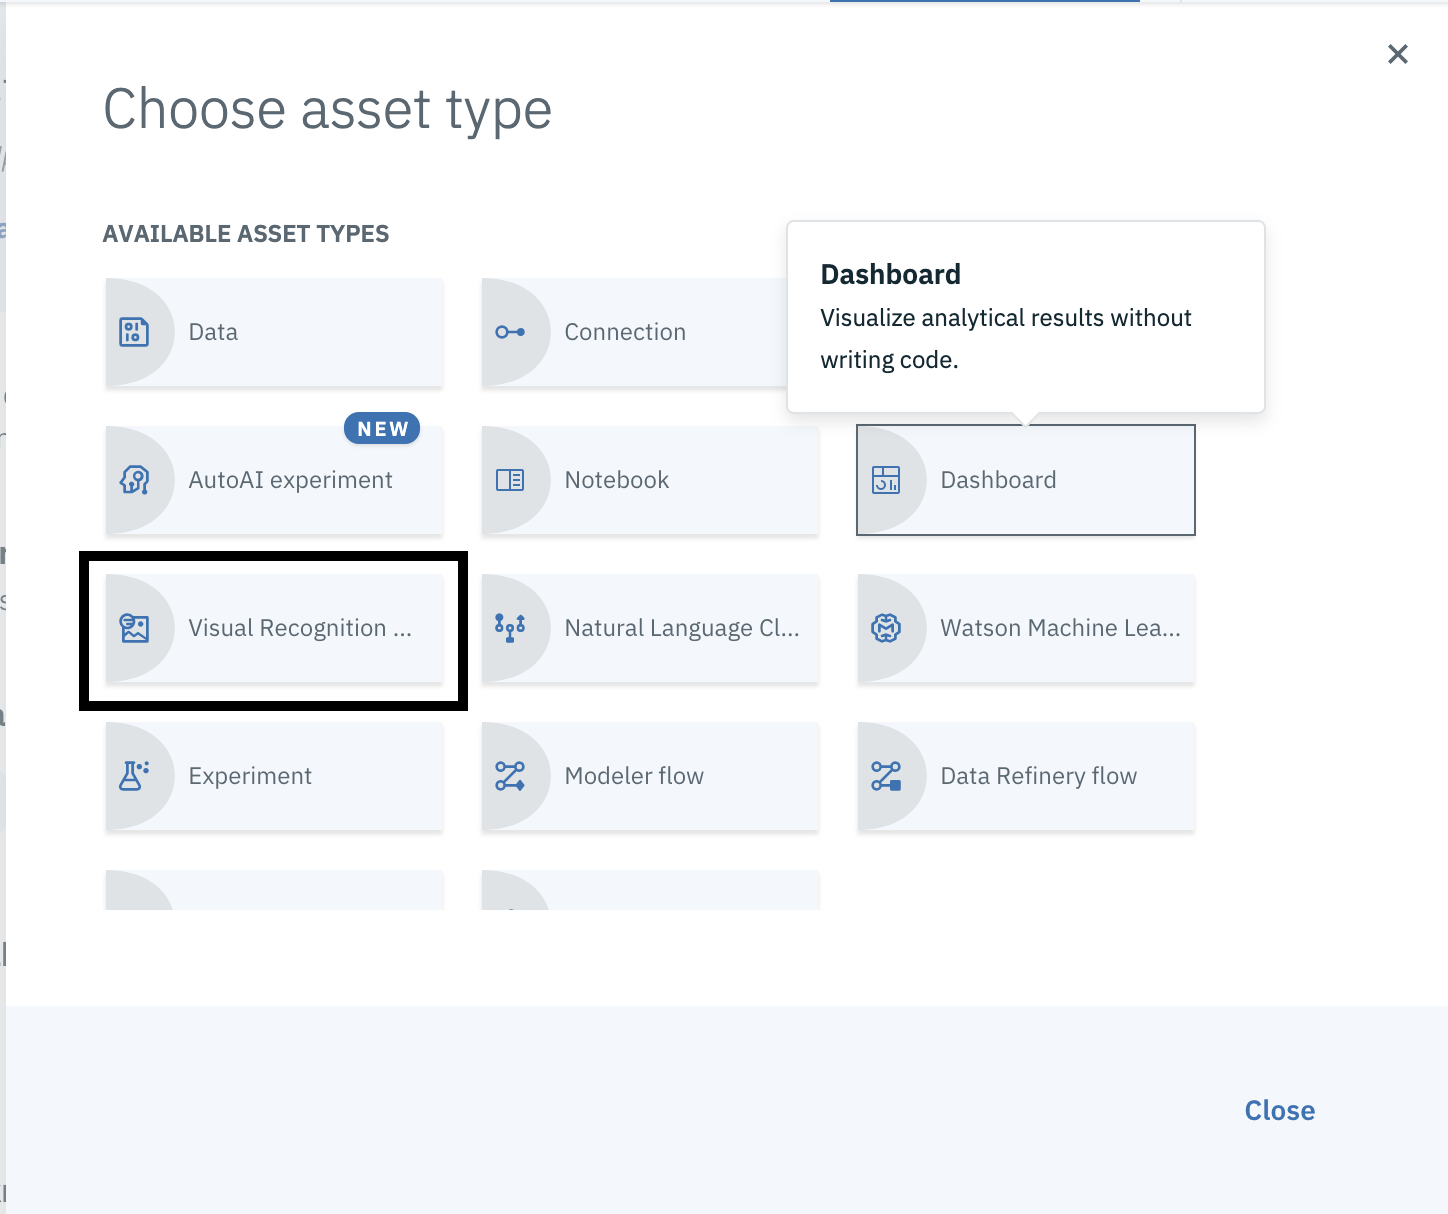 Choose asset type
AVAILABLE ASSET TYPES
Dashboard
Visualize analytical results without
writing code.
Data
Connection
NEW
AutoAI experiment
Notebook
Dashboard
Visual Recognition ...
Natural Language Cl...
Watson Machine Lea...
Experiment
Modeler flow
Data Refinery flow
Close